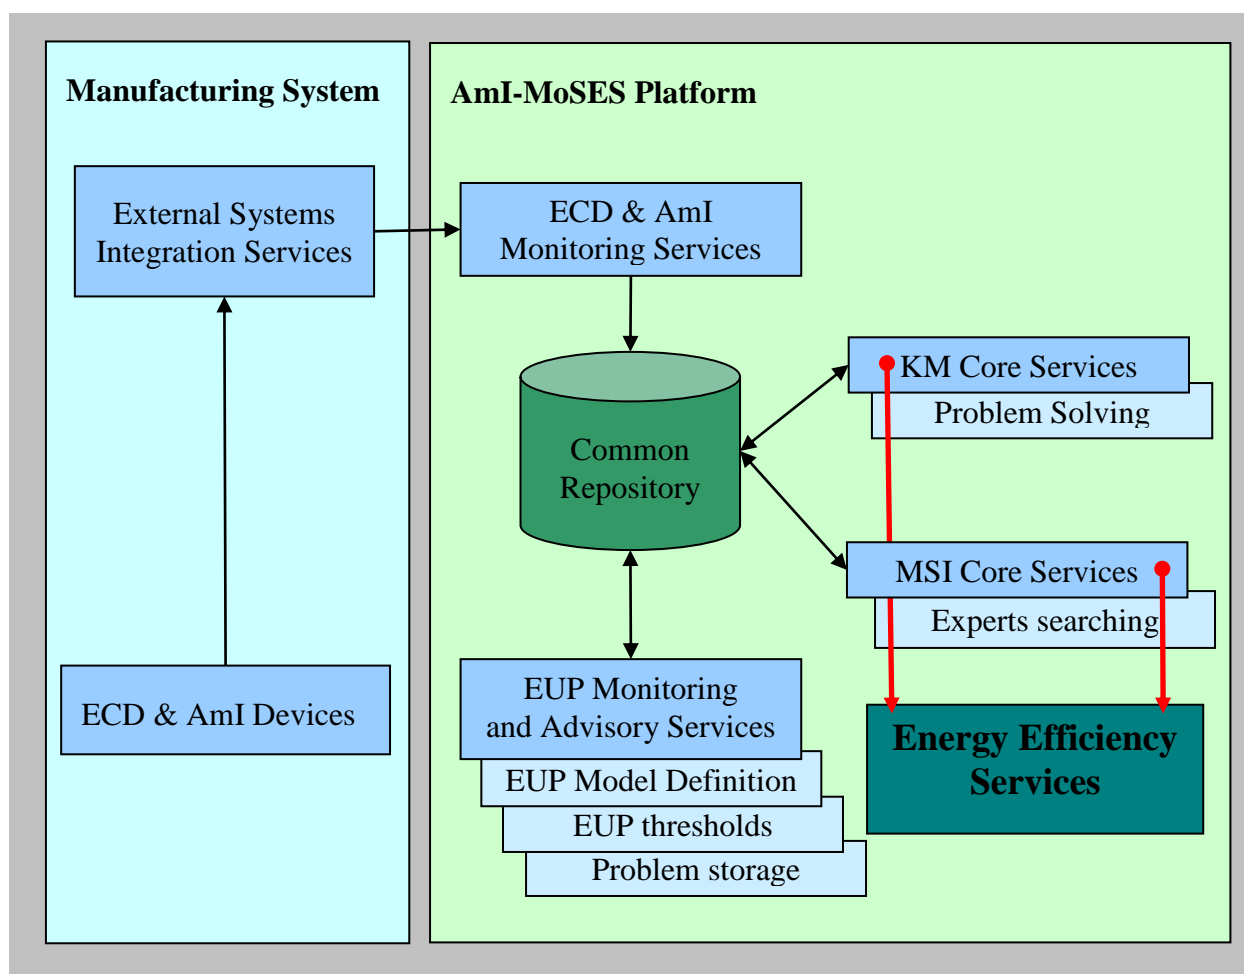 Manufacturing System
External Systems
Integration Services
ECD & AmI Devices
AmI-MoSES Platform
ECD & AmI
Monitoring Services
Common
Repository
KM Core Services
Problem Solving
MSI Core Services
Experts searching
EUP Monitoring
and Advisory Services
EUP Model Definition
EUP thresholds
Problem storage
Energy Efficiency
Services